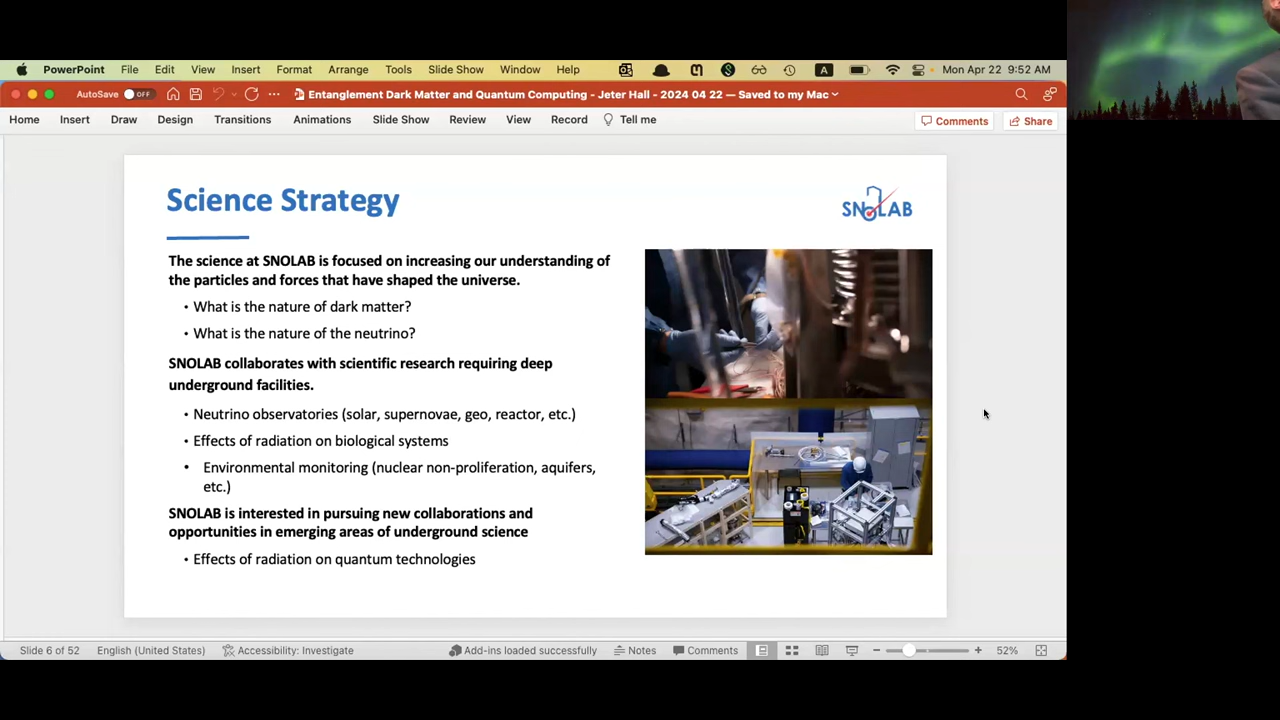 PowerPoint File Edit View Insert Format Arrange Tools Slide Show Window Help A Mon Apr 22 9:52 AM
AutoSave OFF ... Entanglement Dark Matter and Quantum Computing - Jeter Hall - 2024 04 22 — Saved to my Mac
Home Insert Draw Design Transitions Animations Slide Show Review View Record Tell me Comments Share
Science Strategy
SNOLAB
The science at SNOLAB is focused on increasing our understanding of
the particles and forces that have shaped the universe.
• What is the nature of dark matter?
• What is the nature of the neutrino?
SNOLAB collaborates with scientific research requiring deep
underground facilities.
• Neutrino observatories (solar, supernovae, geo, reactor, etc.)
• Effects of radiation on biological systems
• Environmental monitoring (nuclear non-proliferation, aquifers,
etc.)
SNOLAB is interested in pursuing new collaborations and
opportunities in emerging areas of underground science
• Effects of radiation on quantum technologies
Slide 6 of 52 English (United States) Accessibility: Investigate Add-ins loaded successfully Notes Comments 52%